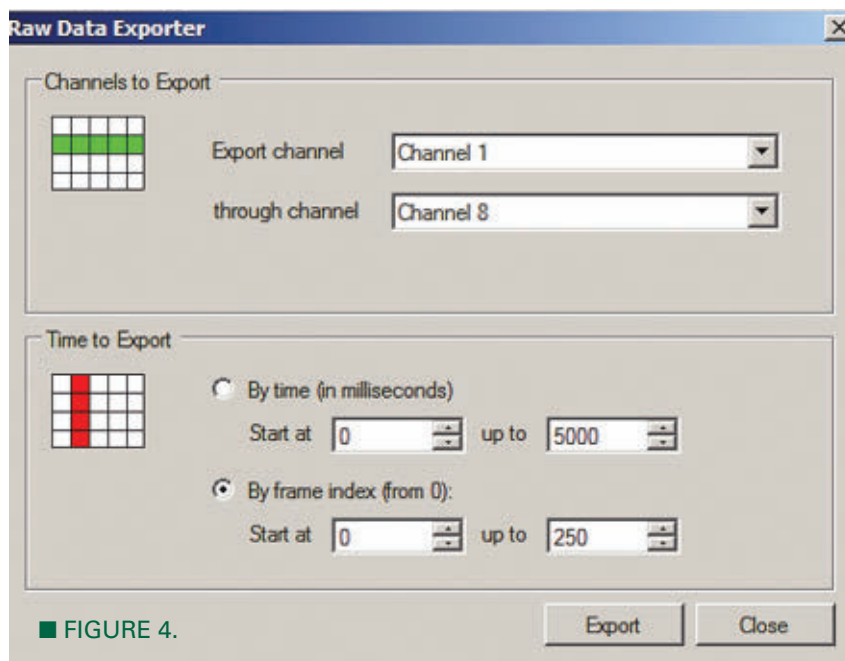 Raw Data Exporter
Channels to Export
Export channel Channel 1
through channel Channel 8
Time to Export
By time (in milliseconds)
Start at 0 up to 5000
By frame index (from 0):
Start at 0 up to 250
Export Close
■ FIGURE 4.